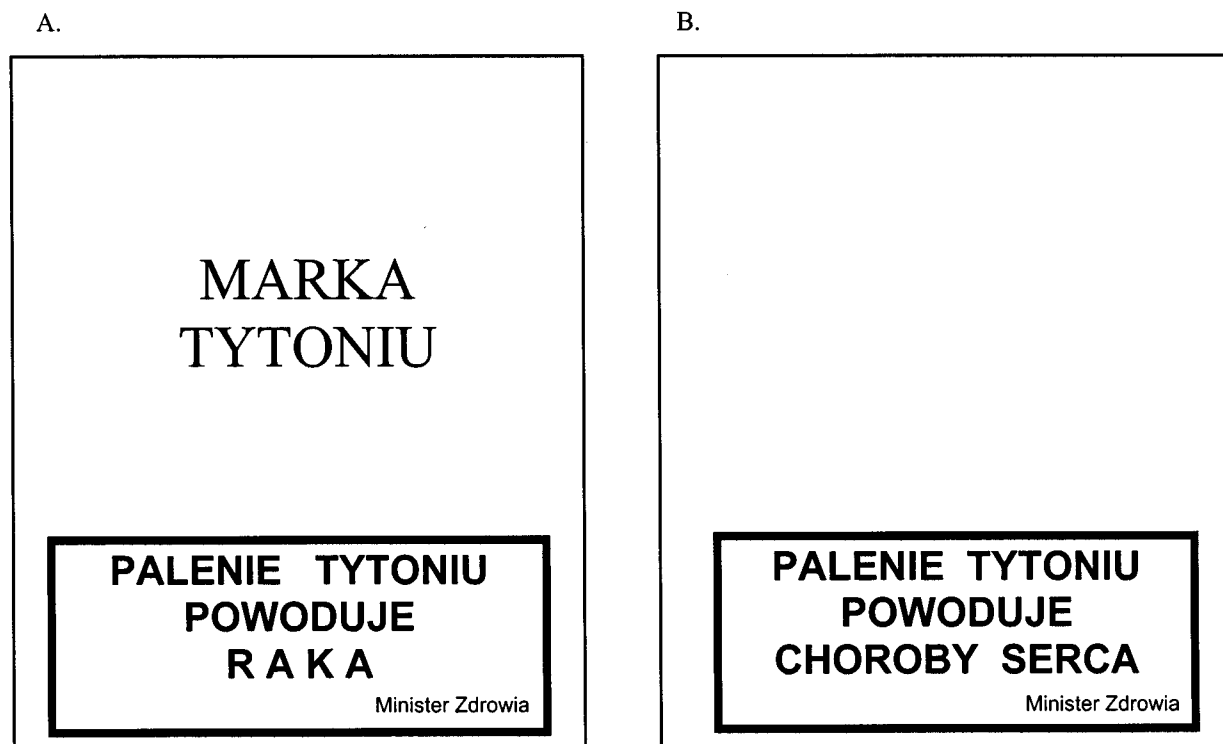 A.
MARKA
TYTONIU
PALENIE TYTONIU
POWODUJE
R A K A
Minister Zdrowia
B.
PALENIE TYTONIU
POWODUJE
CHOROBY SERCA
Minister Zdrowia